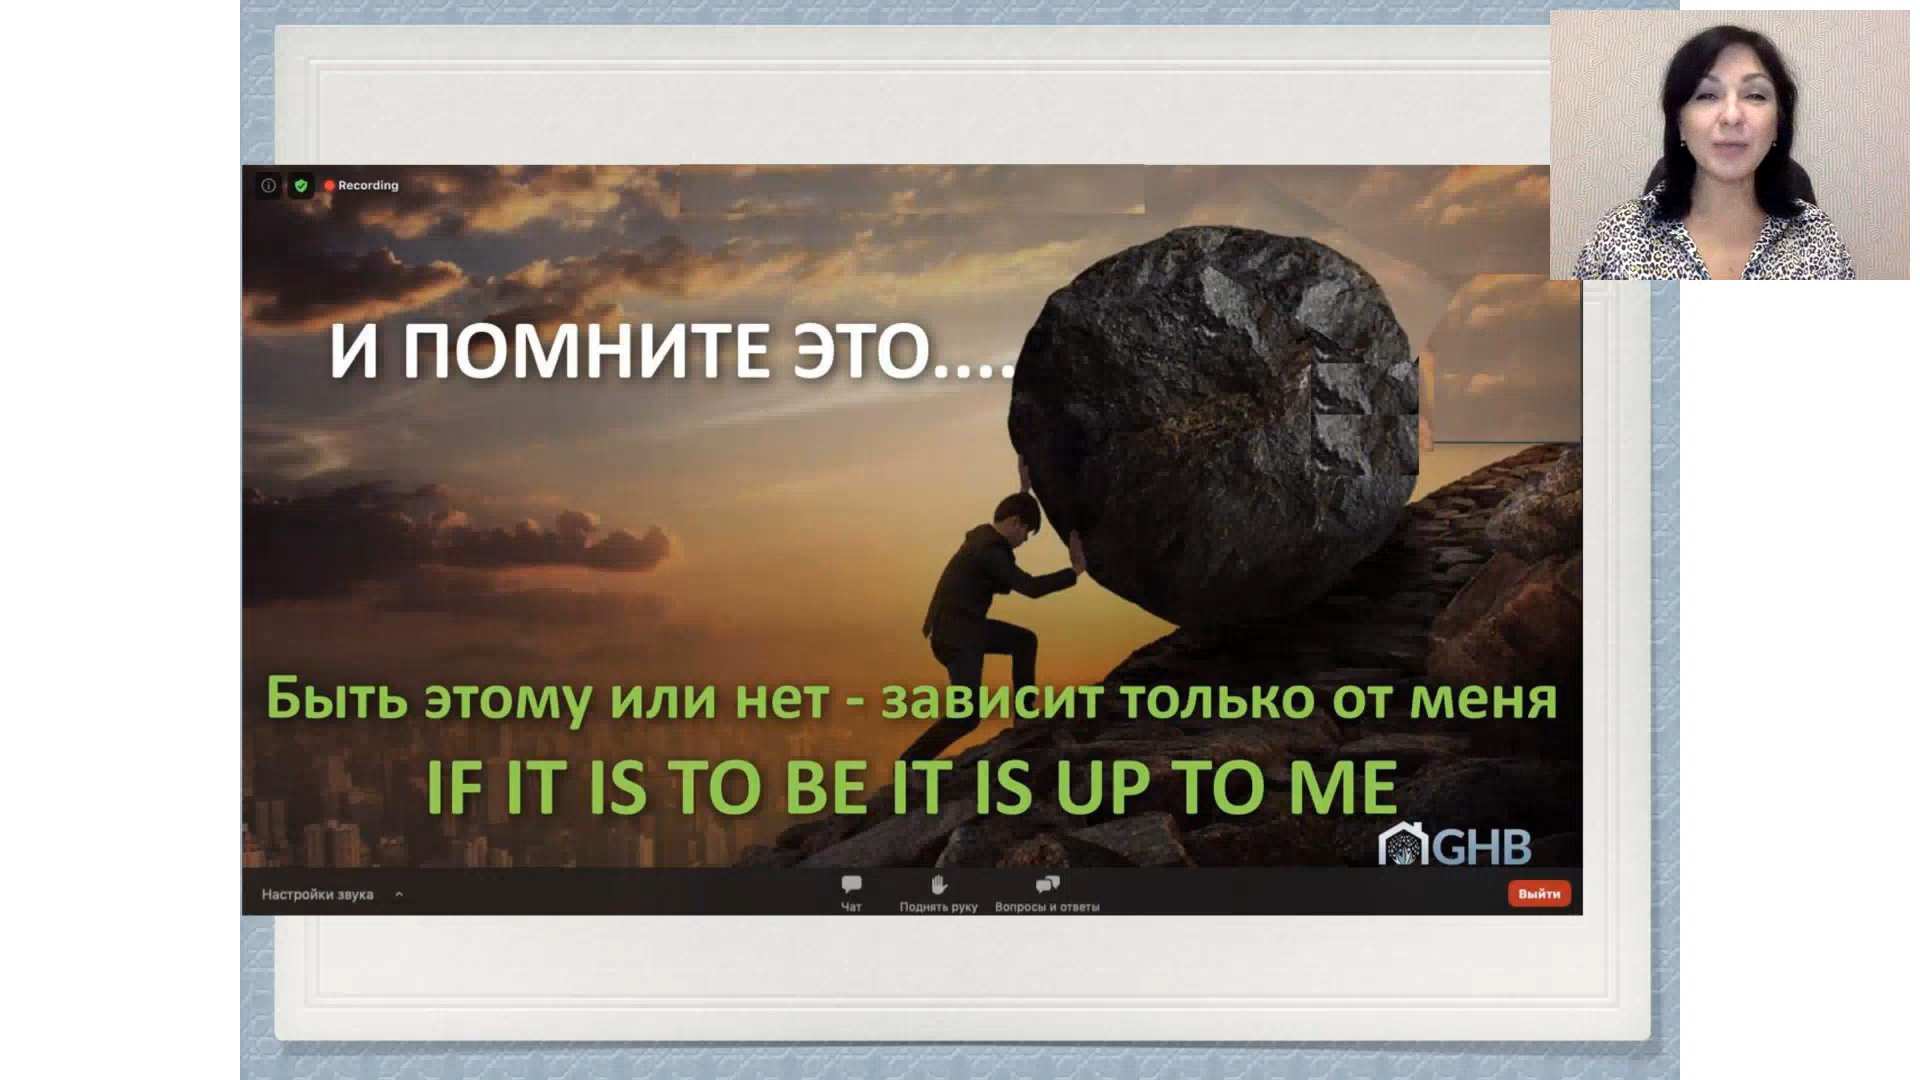 Recording
И ПОМНИТЕ ЭТО....
Быть этому или нет - зависит только от меня
IF IT IS TO BE IT IS UP TO ME
GHB
Настройки звука
Чат
Поднять руку
Вопросы и ответы
Выйти